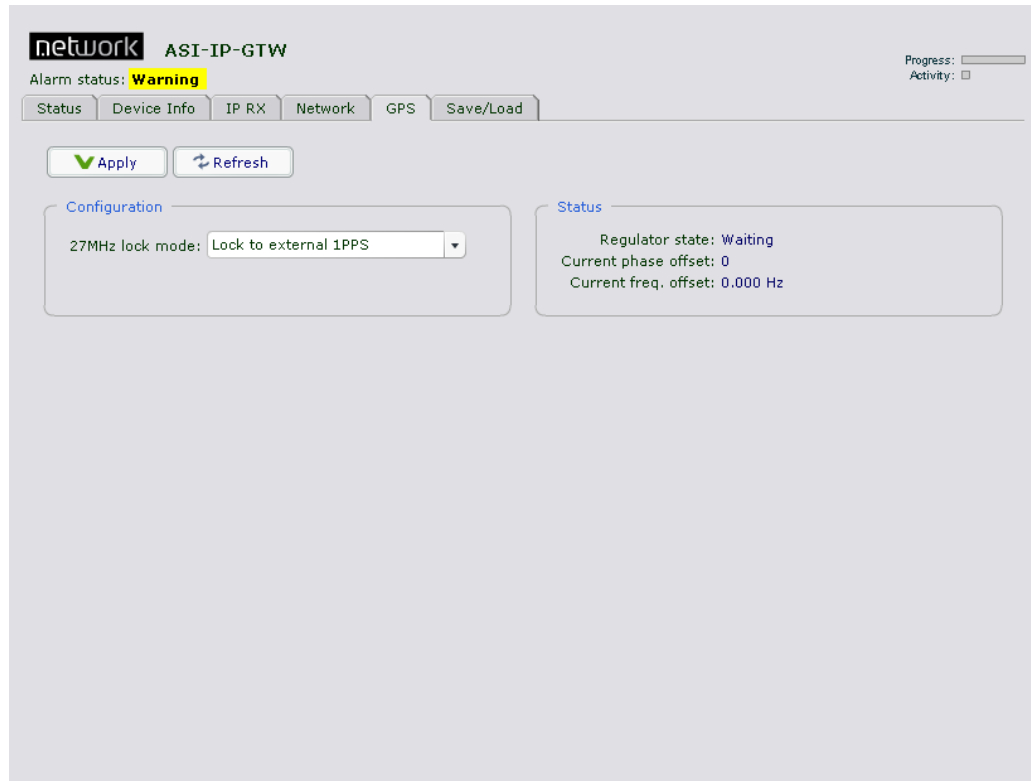 network ASI-IP-GTW
Progress:
Alarm status: Warning
Activity:
Status Device Info IP RX Network GPS Save/Load
Apply Refresh
Configuration
27MHz lock mode: Lock to external 1PPS
Status
Regulator state: Waiting
Current phase offset: 0
Current freq. offset: 0.000 Hz